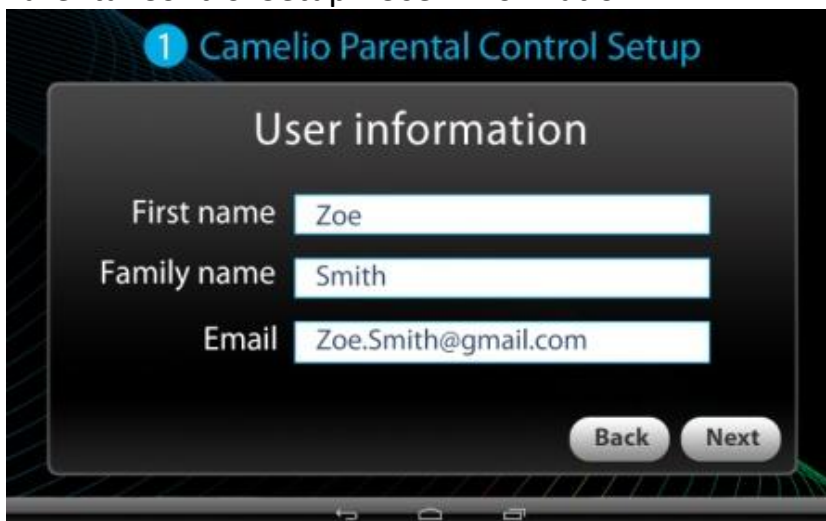 1 Camelio Parental Control Setup
User information
First name Zoe
Family name Smith
Email Zoe.Smith@gmail.com
Back Next